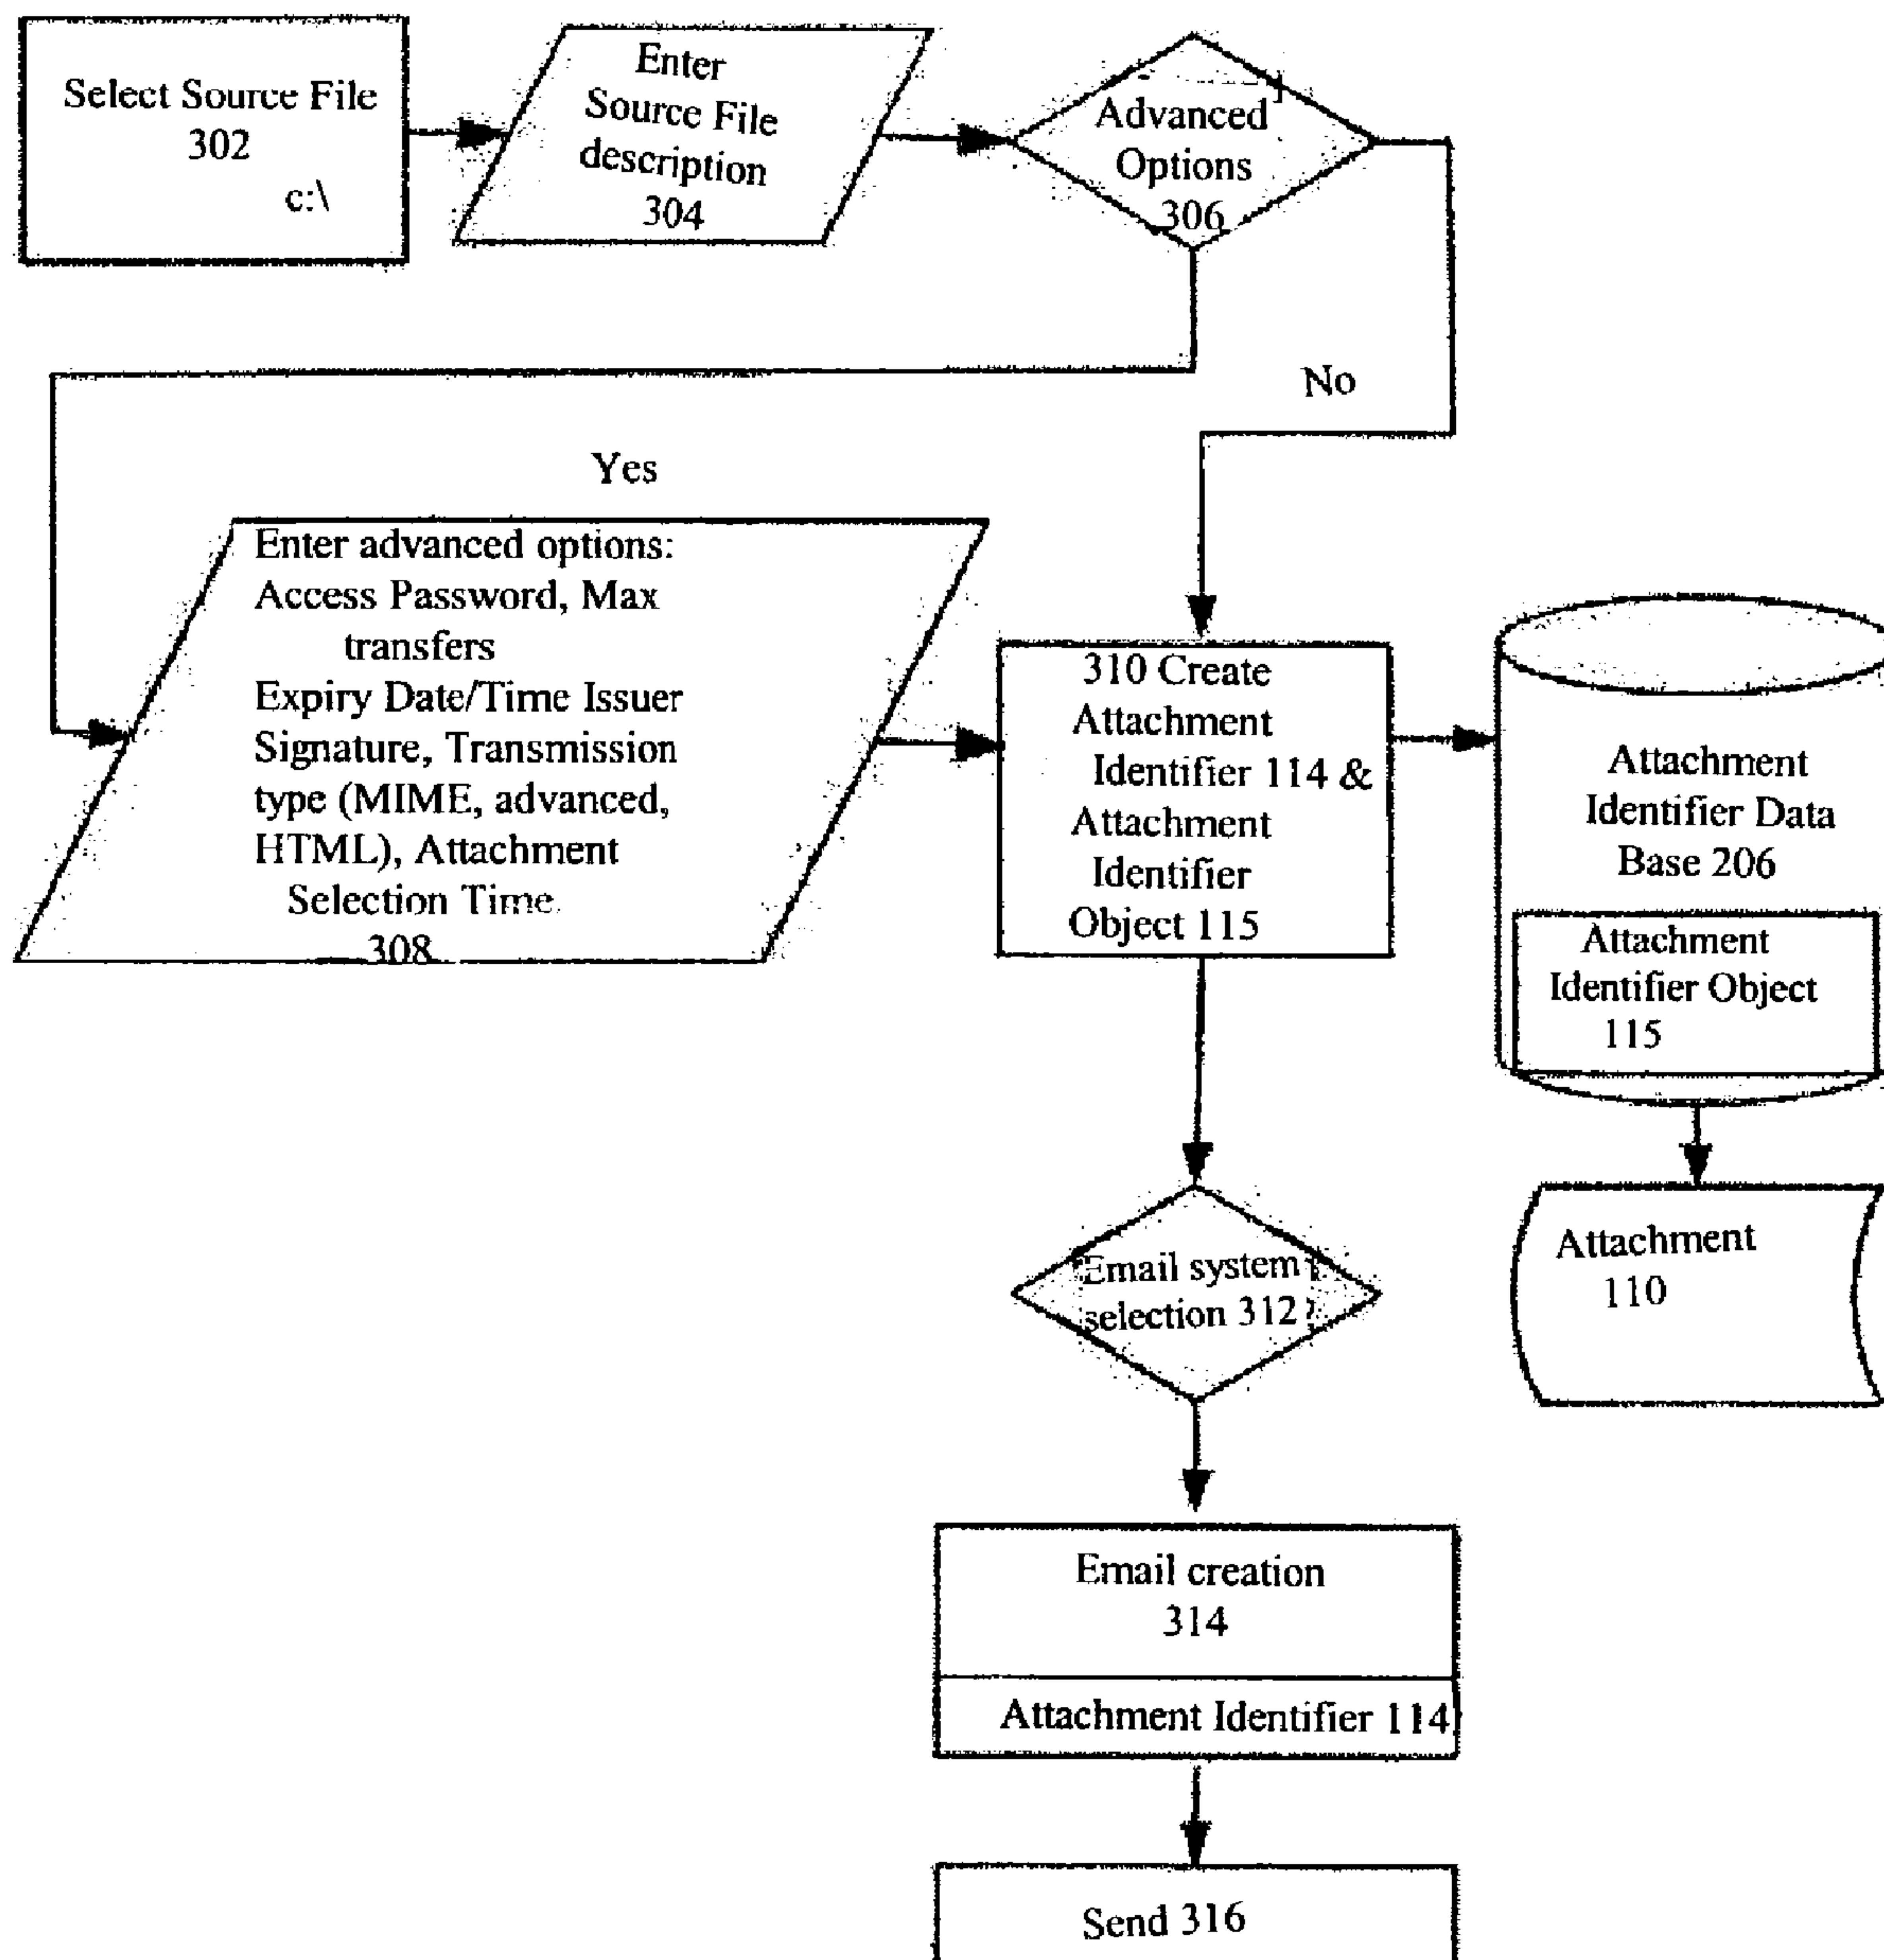 Select Source File
302
c:\
Enter
Source File
description
304
Advanced
Options
306
No
Yes
Enter advanced options:
Access Password, Max
transfers
Expiry Date/Time Issuer
Signature, Transmission
type (MIME, advanced,
HTML), Attachment
Selection Time.
308
310 Create
Attachment
Identifier 114 &
Attachment
Identifier
Object 115
Attachment
Identifier Data
Base 206
Attachment
Identifier Object
115
Attachment
110
Email system
selection 312
Email creation
314
Attachment Identifier 114
Send 316